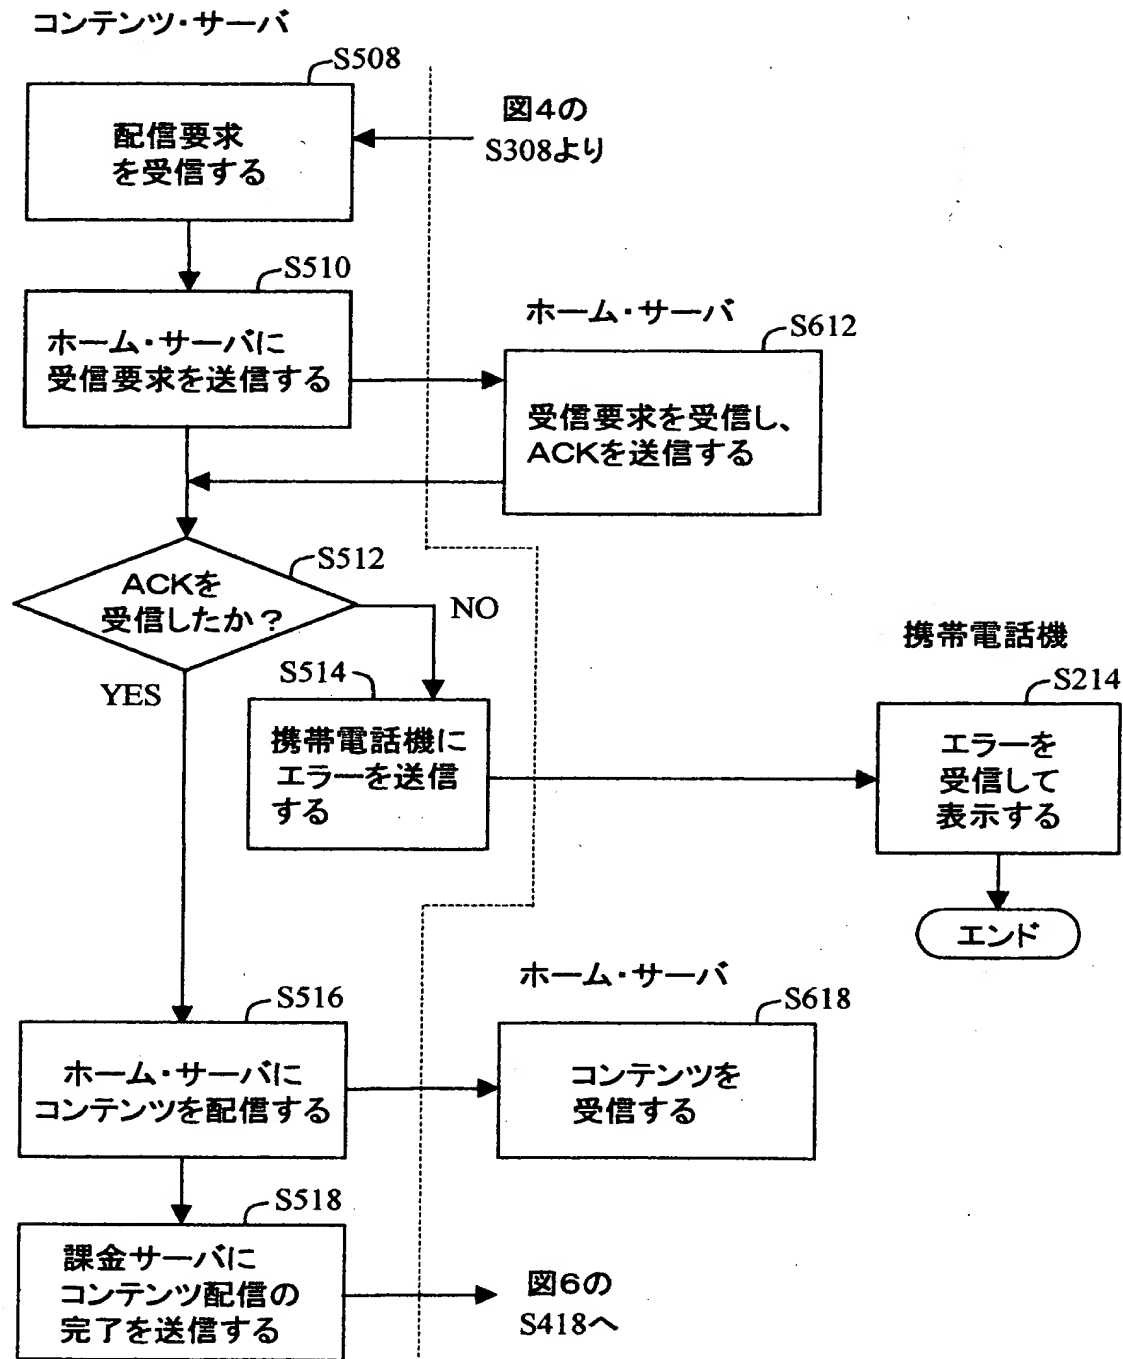 コンテンツ・サーバ
S508
配信要求
を受信する
図4の
S308より
S510
ホーム・サーバに
受信要求を送信する
ホーム・サーバ
S612
受信要求を受信し、
ACKを送信する
S512
ACKを
受信したか？
NO
YES
S514
携帯電話機に
エラーを送信
する
携帯電話機
S214
エラーを
受信して
表示する
エンド
S516
ホーム・サーバに
コンテンツを配信する
ホーム・サーバ
S618
コンテンツを
受信する
S518
課金サーバに
コンテンツ配信の
完了を送信する
図6の
S418へ